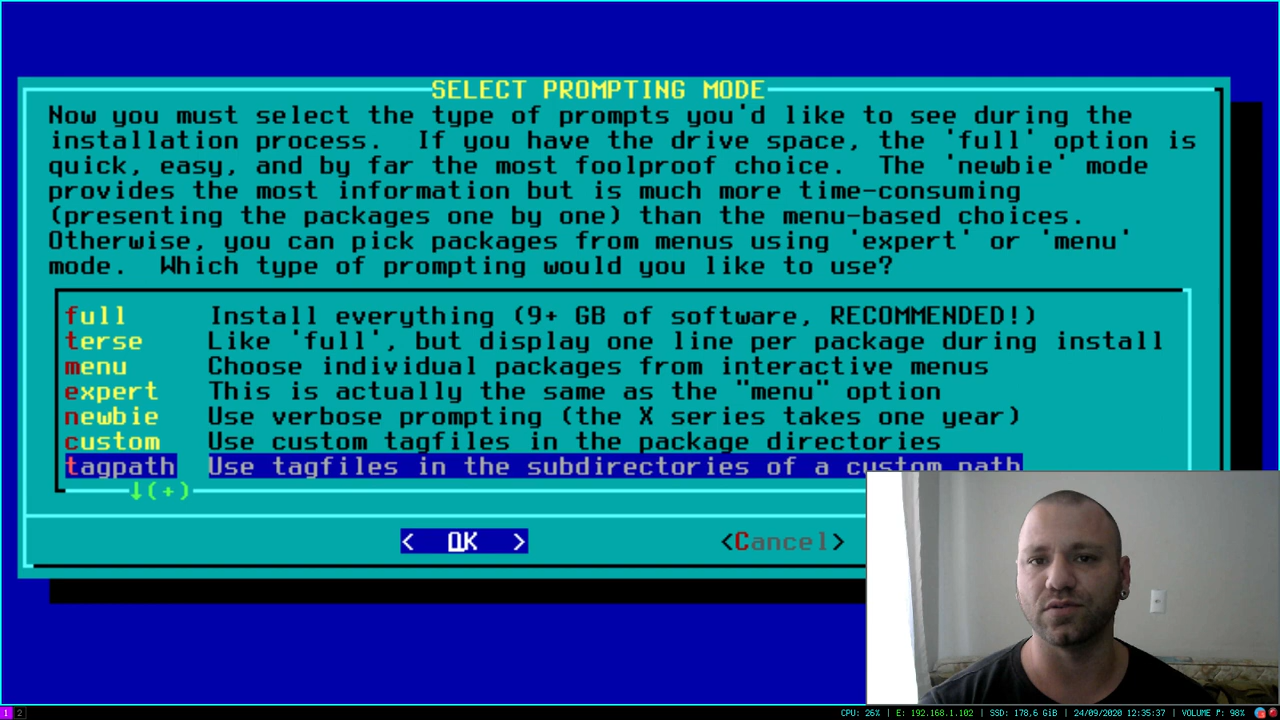 SELECT PROMPTING MODE
Now you must select the type of prompts you'd like to see during the
installation process.  If you have the drive space, the 'full' option is
quick, easy, and by far the most foolproof choice.  The 'newbie' mode
provides the most information but is much more time-consuming
(presenting the packages one by one) than the menu-based choices.
Otherwise, you can pick packages from menus using 'expert' or 'menu'
mode.  Which type of prompting would you like to use?
full Install everything (9+ GB of software, RECOMMENDED!)
terse Like 'full', but display one line per package during install
menu Choose individual packages from interactive menus
expert This is actually the same as the "menu" option
newbie Use verbose prompting (the X series takes one year)
custom Use custom tagfiles in the package directories
tagpath Use tagfiles in the subdirectories of a custom path
↓(+)
< OK > <Cancel>
1 2 CPU: 26% | E: 192.168.1.102 | SSD: 178,6 GiB | 24/09/2020 12:35:37 | VOLUME 98%